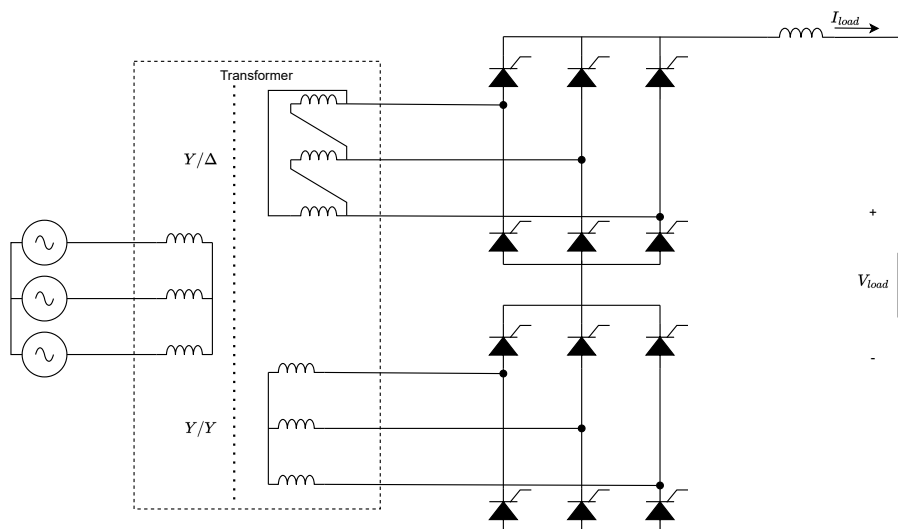 I_load
Transformer
Y/Δ
+
V_load
-
Y/Y